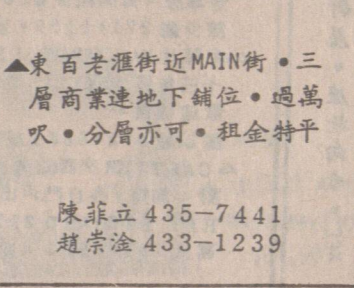 ▲東百老滙街近MAIN街•三
層商業連地下舖位•過萬
呎•分層亦可•租金特平
陳菲立435-7441
趙崇淦433-1239